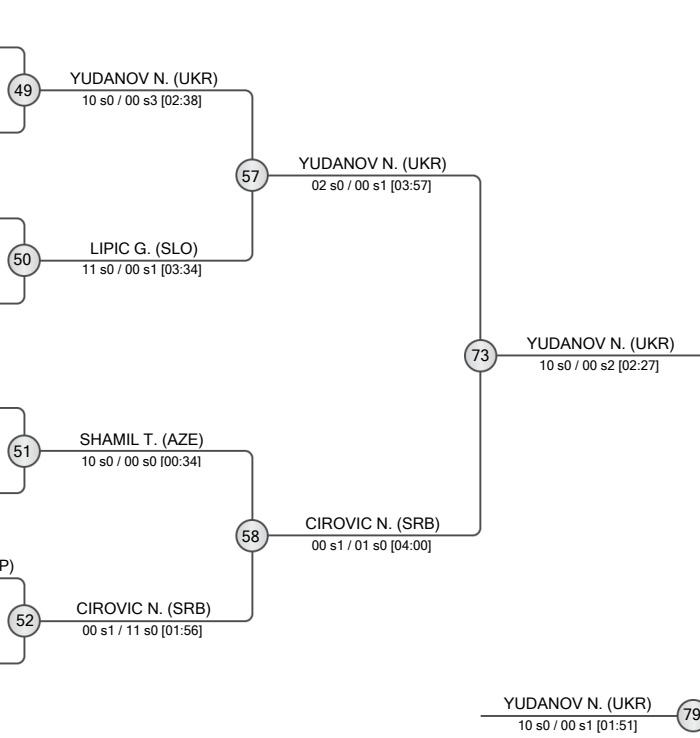 YUDANOV N. (UKR)
49
10 s0 / 00 s3 [02:38]
YUDANOV N. (UKR)
57
02 s0 / 00 s1 [03:57]
LIPIC G. (SLO)
50
11 s0 / 00 s1 [03:34]
YUDANOV N. (UKR)
73
10 s0 / 00 s2 [02:27]
SHAMIL T. (AZE)
51
10 s0 / 00 s0 [00:34]
CIROVIC N. (SRB)
58
00 s1 / 01 s0 [04:00]
P)
CIROVIC N. (SRB)
52
00 s1 / 11 s0 [01:56]
YUDANOV N. (UKR)
79
10 s0 / 00 s1 [01:51]